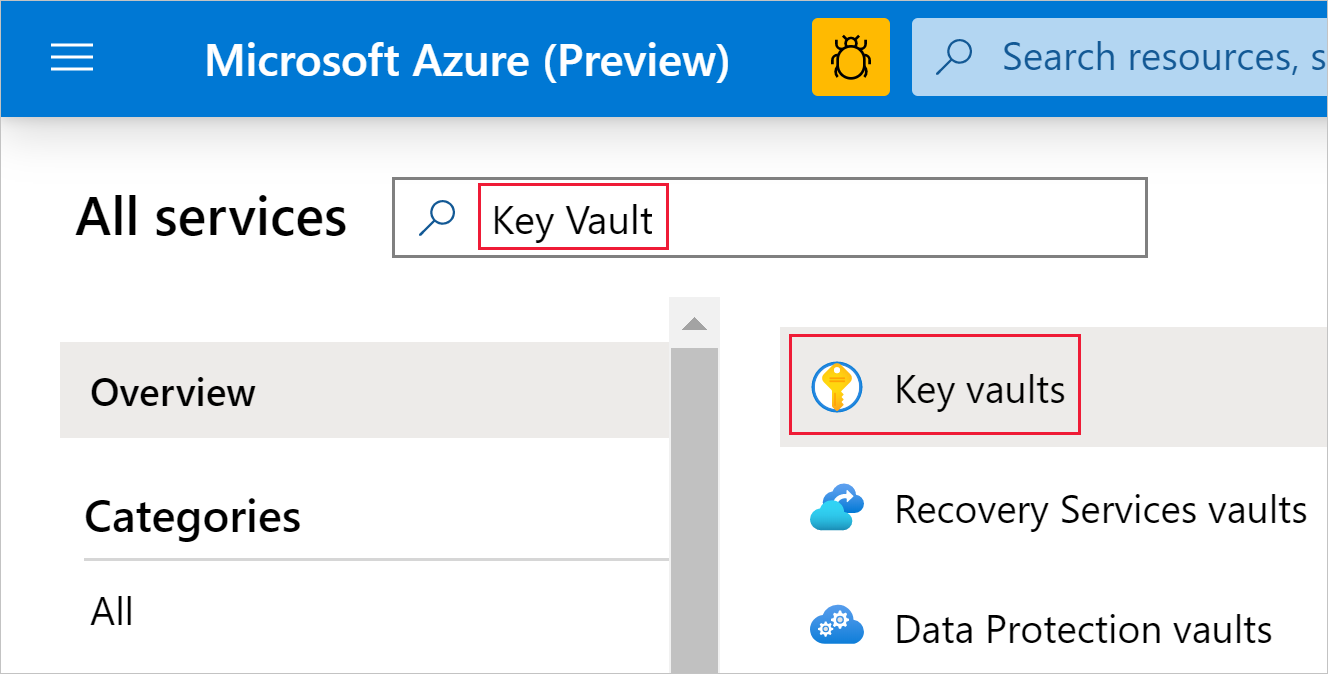 Microsoft Azure (Preview)
Search resources, s
All services
Key Vault
Overview
Categories
All
Key vaults
Recovery Services vaults
Data Protection vaults